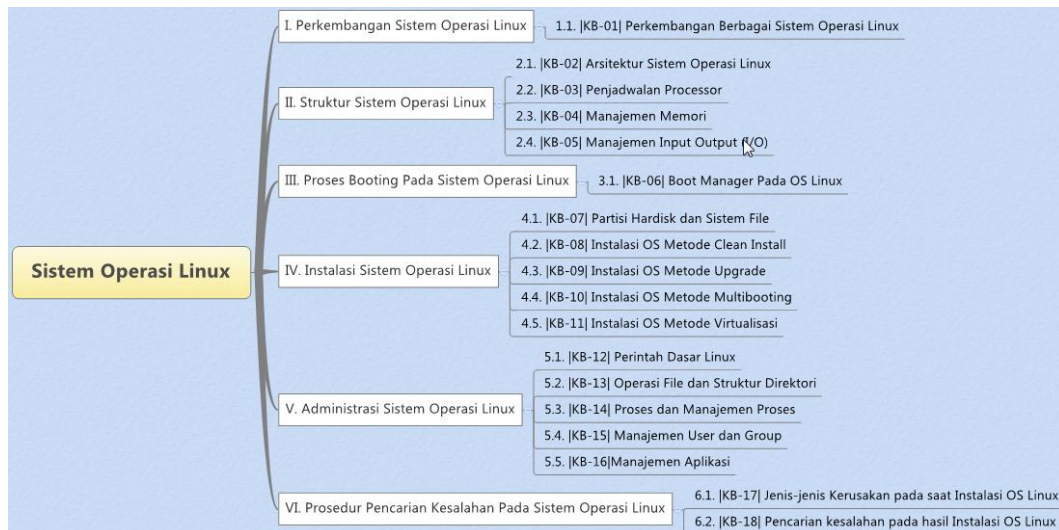 Sistem Operasi Linux
I. Perkembangan Sistem Operasi Linux
1.1. |KB-01| Perkembangan Berbagai Sistem Operasi Linux
II. Struktur Sistem Operasi Linux
2.1. |KB-02| Arsitektur Sistem Operasi Linux
2.2. |KB-03| Penjadwalan Processor
2.3. |KB-04| Manajemen Memori
2.4. |KB-05| Manajemen Input Output (I/O)
III. Proses Booting Pada Sistem Operasi Linux
3.1. |KB-06| Boot Manager Pada OS Linux
IV. Instalasi Sistem Operasi Linux
4.1. |KB-07| Partisi Hardisk dan Sistem File
4.2. |KB-08| Instalasi OS Metode Clean Install
4.3. |KB-09| Instalasi OS Metode Upgrade
4.4. |KB-10| Instalasi OS Metode Multibooting
4.5. |KB-11| Instalasi OS Metode Virtualisasi
V. Administrasi Sistem Operasi Linux
5.1. |KB-12| Perintah Dasar Linux
5.2. |KB-13| Operasi File dan Struktur Direktori
5.3. |KB-14| Proses dan Manajemen Proses
5.4. |KB-15| Manajemen User dan Group
5.5. |KB-16|Manajemen Aplikasi
VI. Prosedur Pencarian Kesalahan Pada Sistem Operasi Linux
6.1. |KB-17| Jenis-jenis Kerusakan pada saat Instalasi OS Linux
6.2. |KB-18| Pencarian kesalahan pada hasil Instalasi OS Linux